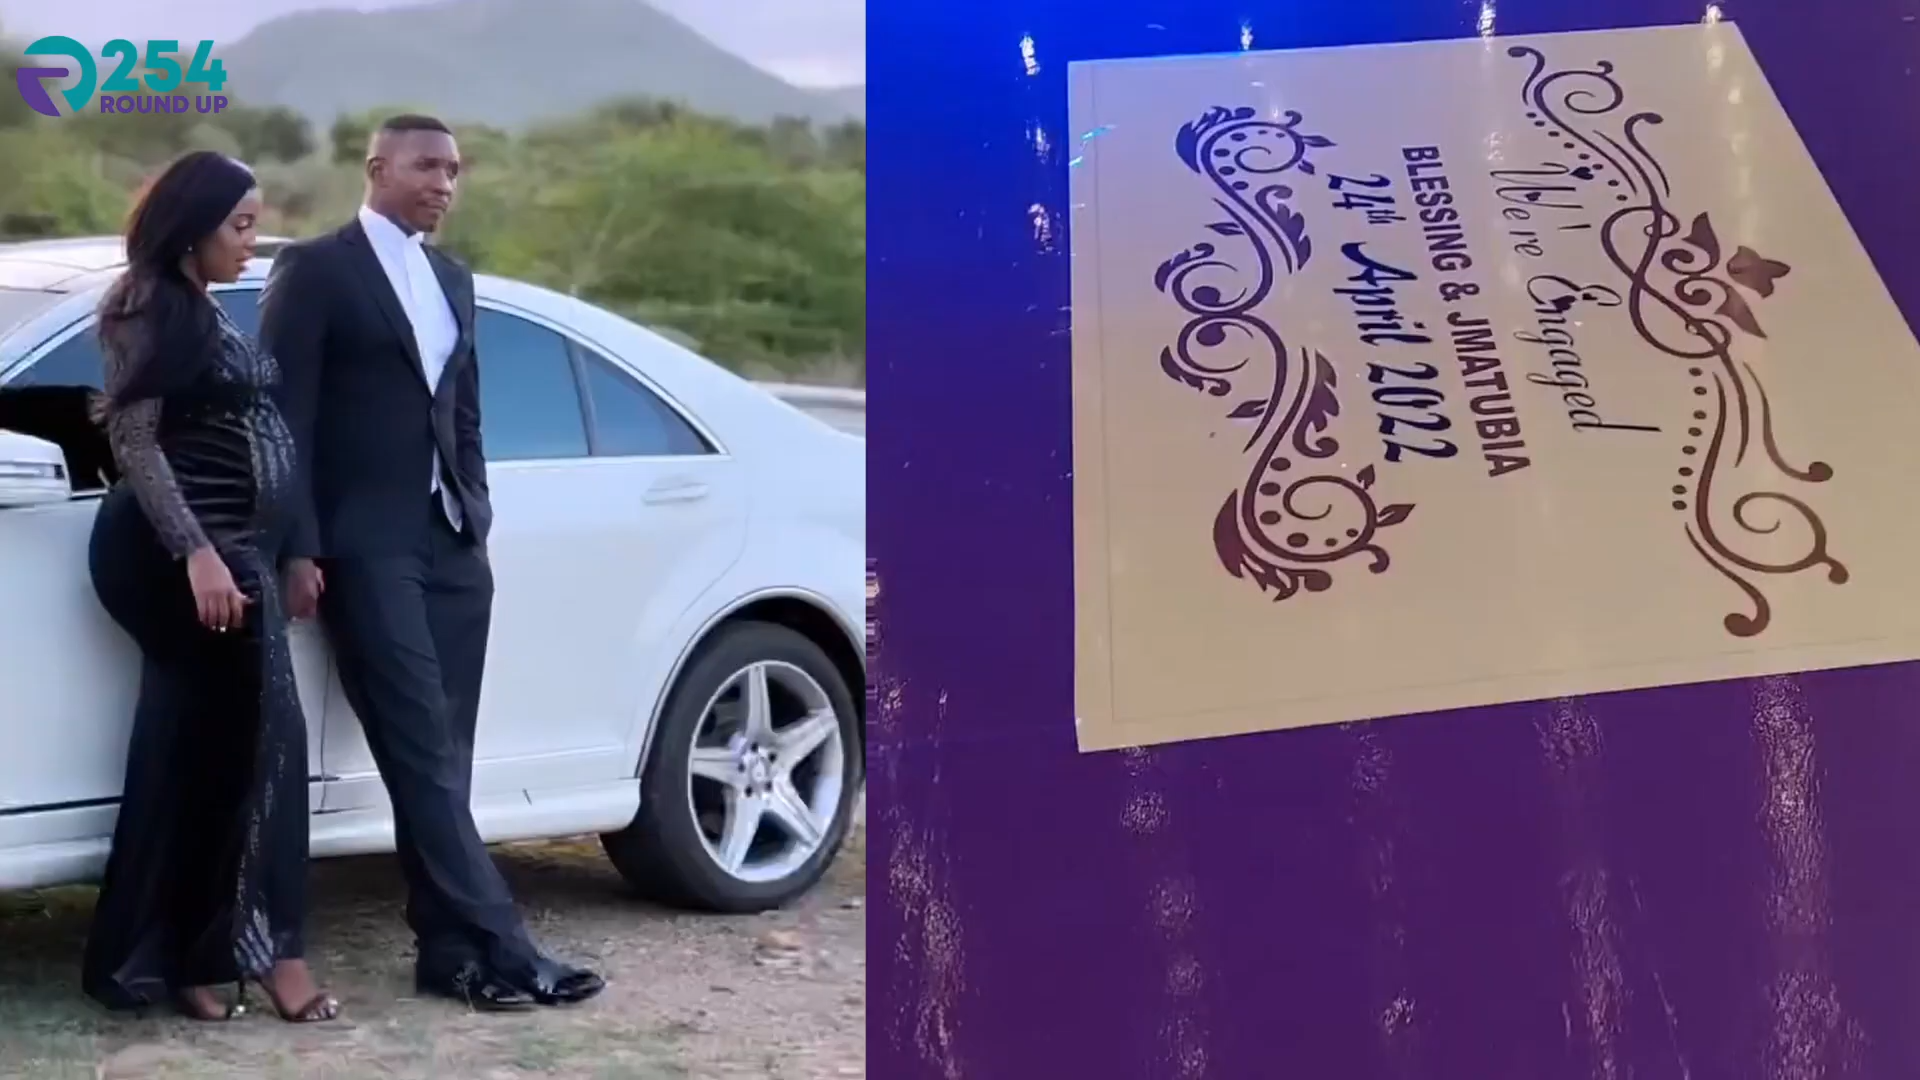 254
ROUND UP
We're Engaged
BLESSING & JMATUBIA
24th April 2022